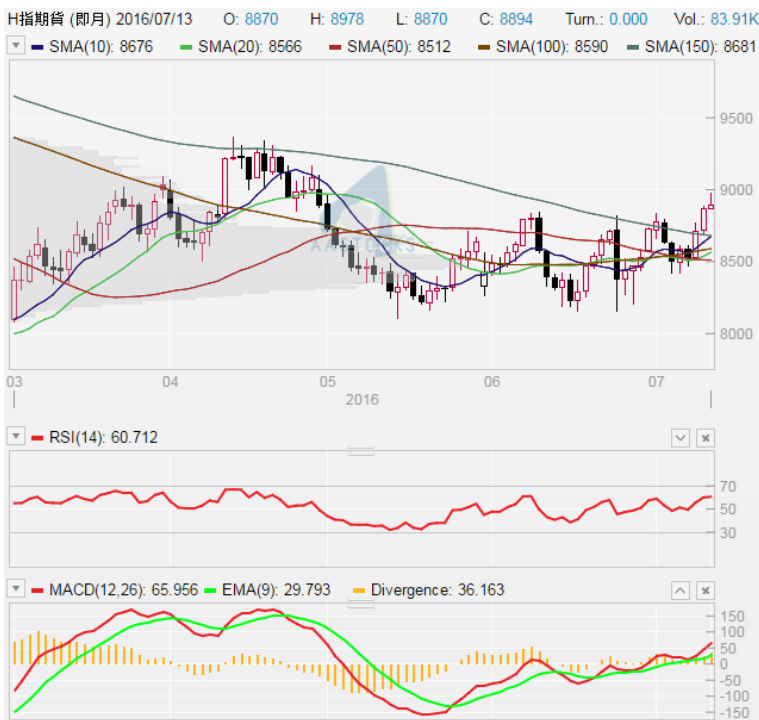 H指期貨 (即月) 2016/07/13 O: 8870 H: 8978 L: 8870 C: 8894 Turn.: 0.000 Vol.: 83.91K
SMA(10): 8676 SMA(20): 8566 SMA(50): 8512 SMA(100): 8590 SMA(150): 8681
9500
9000
AASTOCKS
8500
8000
03 04 05 06 07
2016
RSI(14): 60.712
70
50
30
MACD(12,26): 65.956 EMA(9): 29.793 Divergence: 36.163
150
100
50
0
-50
-100
-150